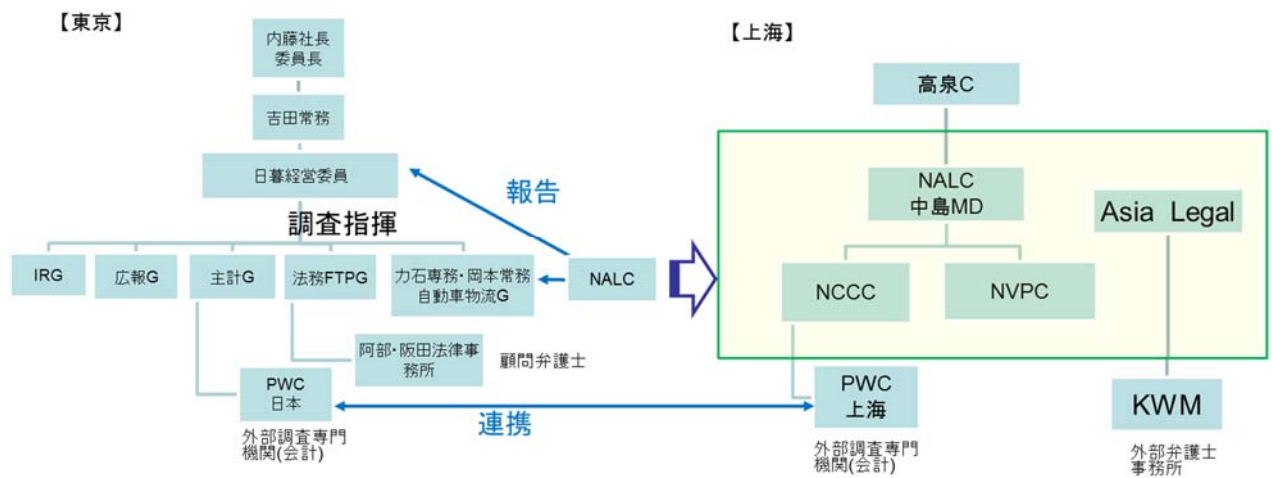 【東京】
内藤社長
委員長
吉田常務
日暮経営委員
報告
調査指揮
IRG
広報G
主計G
法務FTPG
力石専務・岡本常務
自動車物流G
NALC
阿部・阪田法律事
務所
顧問弁護士
PWC
日本
外部調査専門
機関(会計)
連携
【上海】
高泉C
NALC
中島MD
Asia Legal
NCCC
NVPC
PWC
上海
外部調査専門
機関(会計)
KWM
外部弁護士
事務所